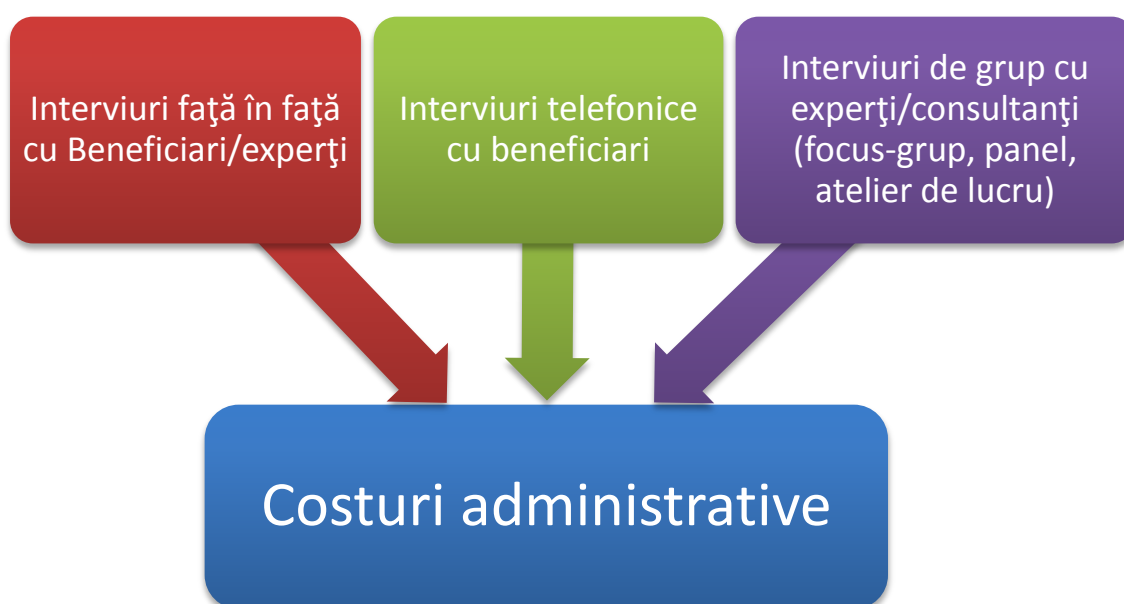 Interviuri faţă în faţă
cu Beneficiari/experţi
Interviuri telefonice
cu beneficiari
Interviuri de grup cu
experţi/consultanţi
(focus-grup, panel,
atelier de lucru)
Costuri administrative